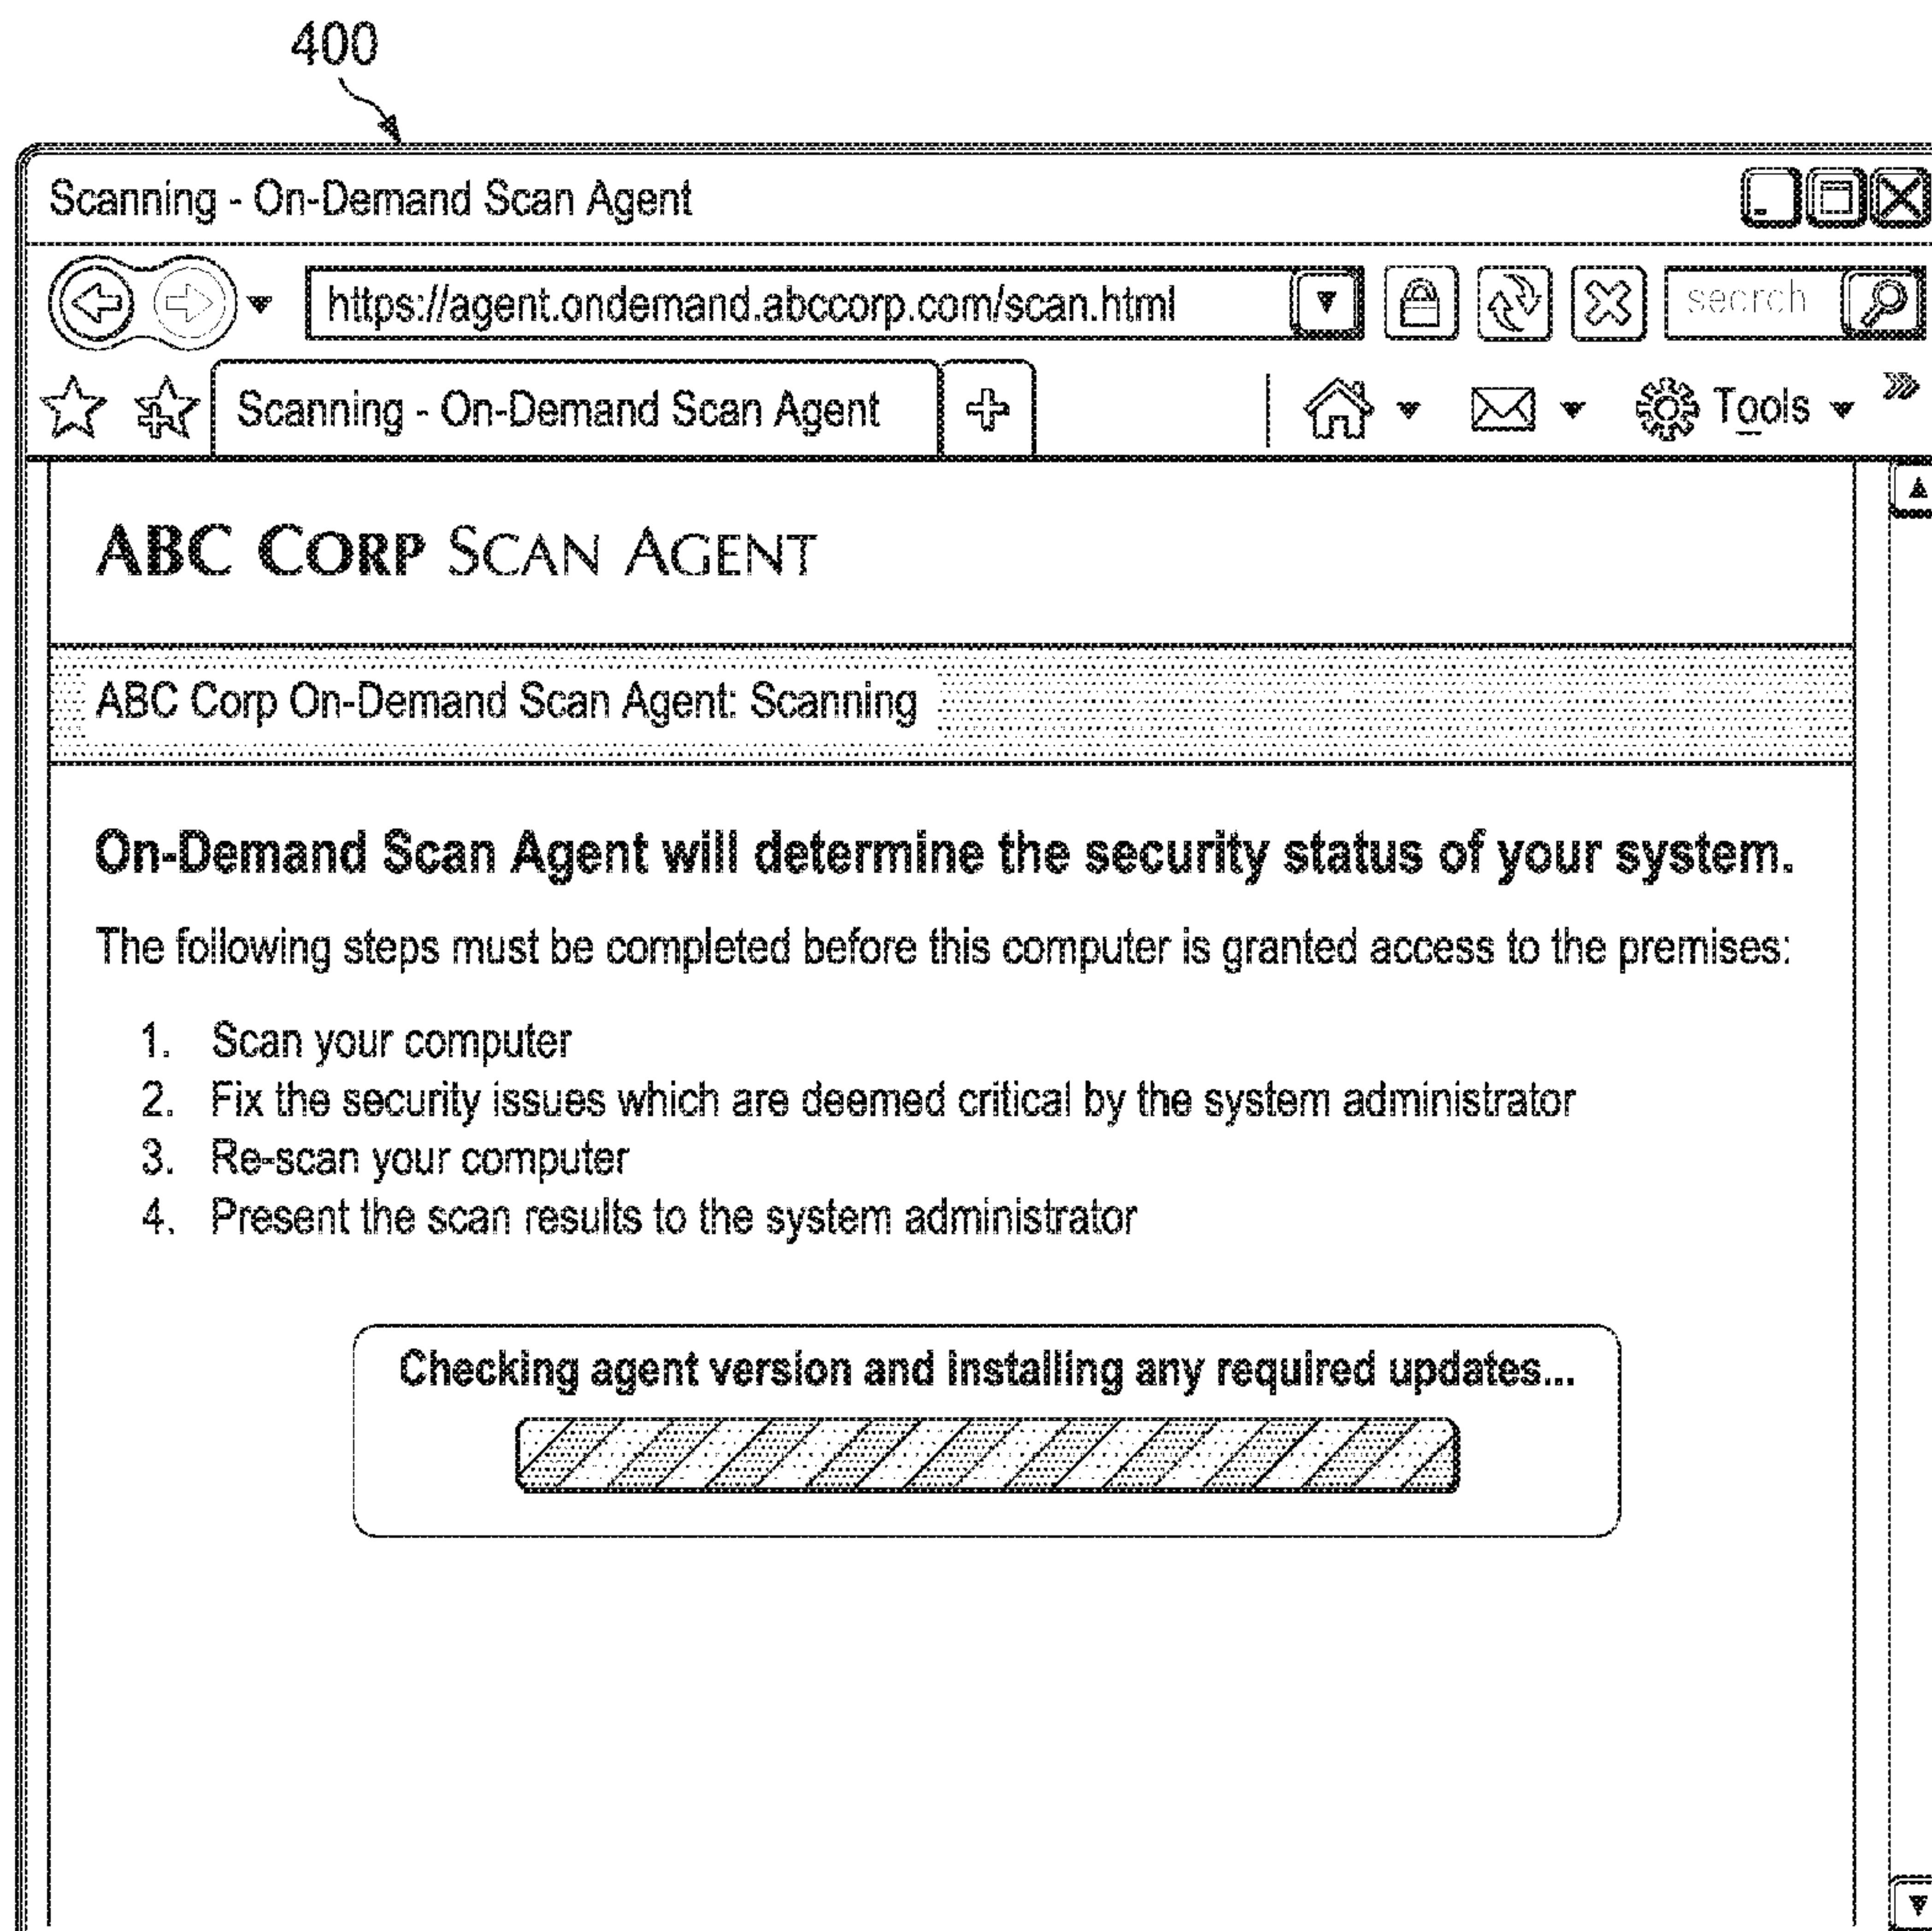 400
Scanning - On-Demand Scan Agent
https://agent.ondemand.abccorp.com/scan.html
search
Scanning - On-Demand Scan Agent
Tools
ABC CORP SCAN AGENT
ABC Corp On-Demand Scan Agent: Scanning
On-Demand Scan Agent will determine the security status of your system.
The following steps must be completed before this computer is granted access to the premises:
1. Scan your computer
2. Fix the security issues which are deemed critical by the system administrator
3. Re-scan your computer
4. Present the scan results to the system administrator
Checking agent version and installing any required updates...